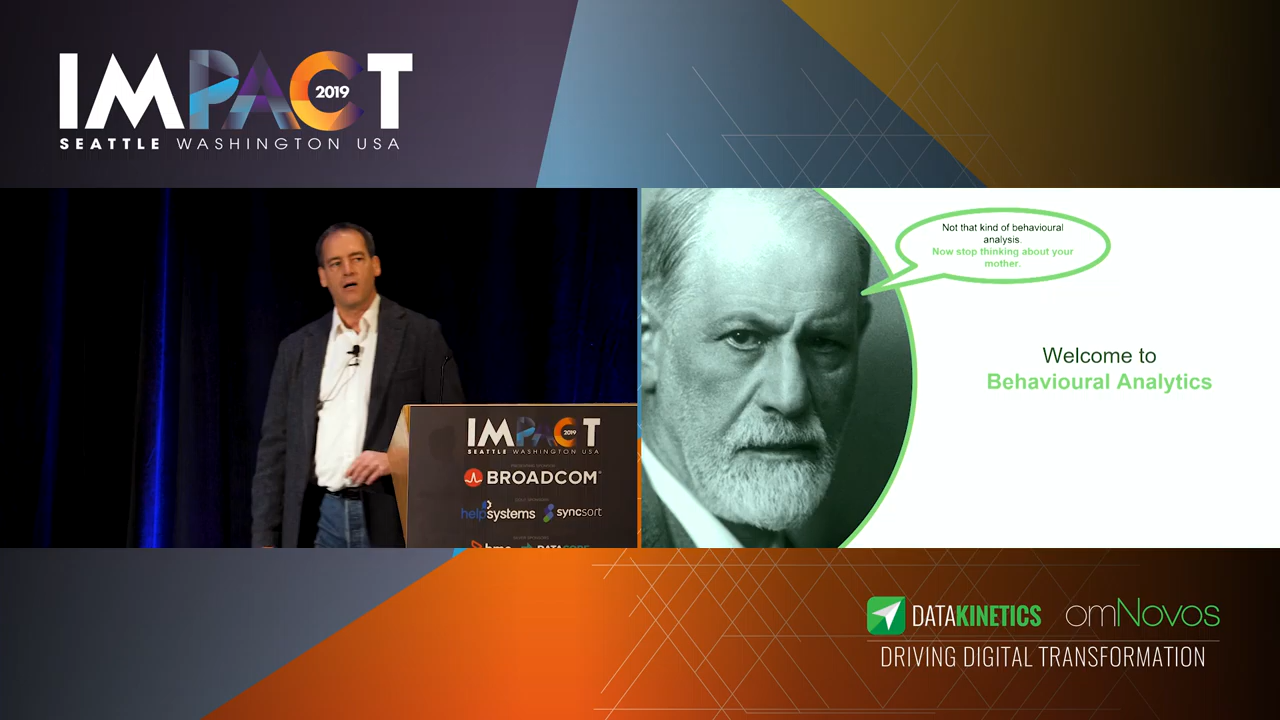 IMPACT
2019
SEATTLE WASHINGTON USA
Not that kind of behavioural
analysis.
Now stop thinking about your
mother.
Welcome to
Behavioural Analytics
IMPACT
2019
SEATTLE WASHINGTON USA
BROADCOM
helpsystems syncsort
DATAKINETICS omNovos
DRIVING DIGITAL TRANSFORMATION